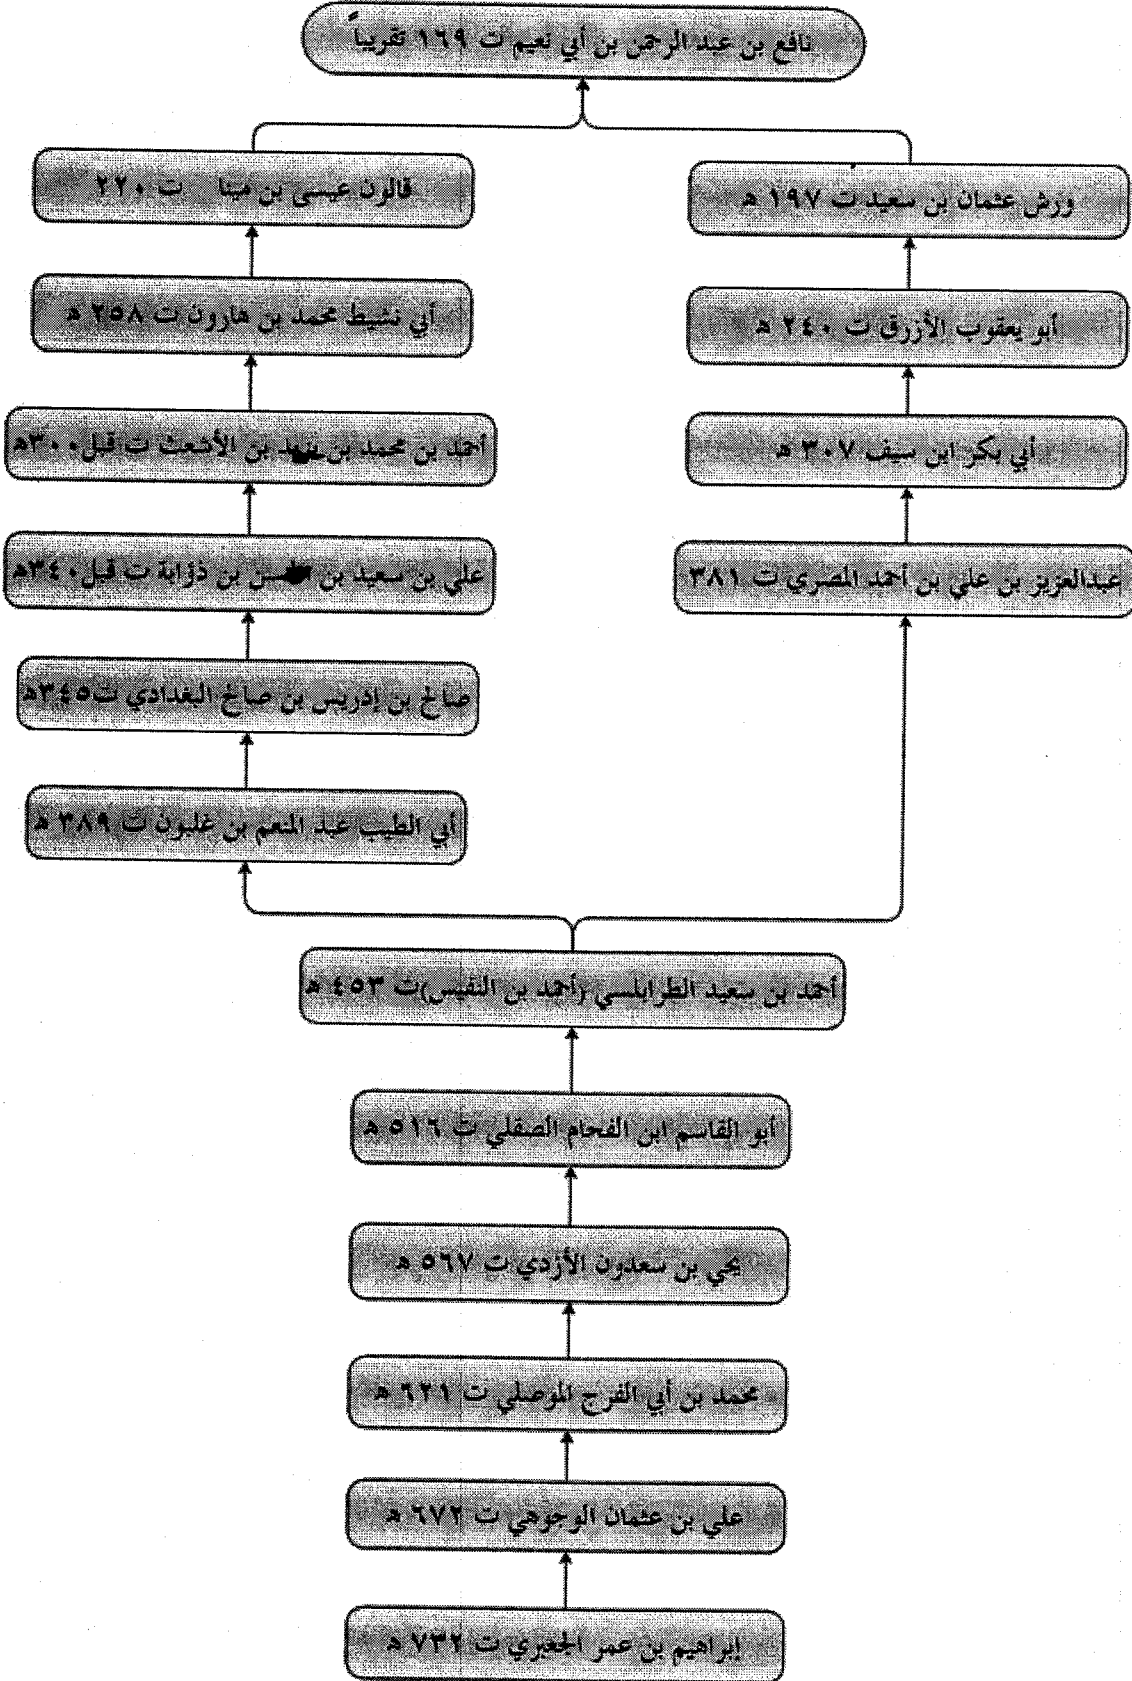 نافع بن عبد الرحمن بن أبي نعيم ت ١٦٩ تقريباً
ورش عثمان بن سعيد ت ١٩٧ هـ
قالون عيسى بن مينا ت ٢٢٠
أبو يعقوب الأزرق ت ٢٤٠ هـ
أبي نشيط محمد بن هارون ت ٢٥٨ هـ
أبي بكر ابن سيف ٣٠٧ هـ
أحمد بن محمد بن بن الأشعث ت قبل ٣٠٠هـ
عبدالعزيز بن علي بن أحمد المصري ت ٣٨١
علي بن سعيد بن بن ذؤابة ت قبل ٣٤٠هـ
صالح بن إدريس بن صالح البغدادي ت٣٤٥هـ
أبي الطيب عبد المنعم بن غلبون ت ٣٨٩ هـ
أحمد بن سعيد الطرابلسي (أحمد بن النفيس)ت ٤٥٣ هـ
أبو القاسم ابن الفحام الصقلي ت ٥١٦ هـ
يحي بن سعدون الأزدي ت ٥٦٧ هـ
محمد بن أبي الفرج الموصلي ت ٦٢١ هـ
علي بن عثمان الوجوهي ت ٦٧٢ هـ
إبراهيم بن عمر الجعبري ت ٧٣٢ هـ